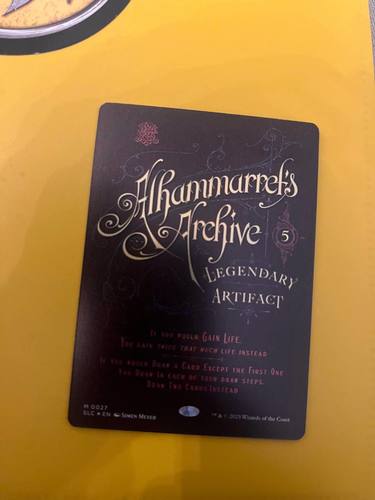 Alhammarret's
Archive
5
Legendary
Artifact
If you would Gain Life,
You gain twice that much life instead
If you would Draw a Card Except the First One
You Draw in each of your draw steps,
Draw Two Cards Instead
M 0027
SLC ★ EN Simen Meyer
™ & © 2023 Wizards of the Coast